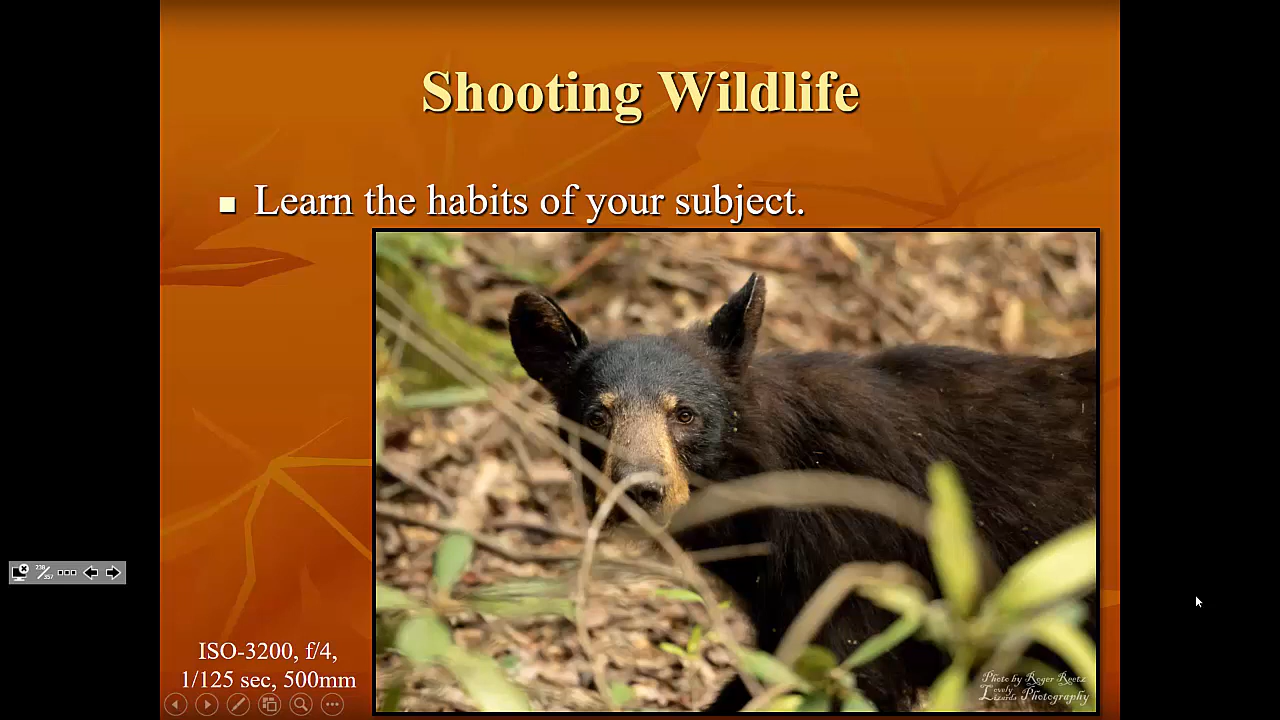 Shooting Wildlife
Learn the habits of your subject.
ISO-3200, f/4,
1/125 sec, 500mm
Photo by Roger Reetz
Lovely Lizards Photography